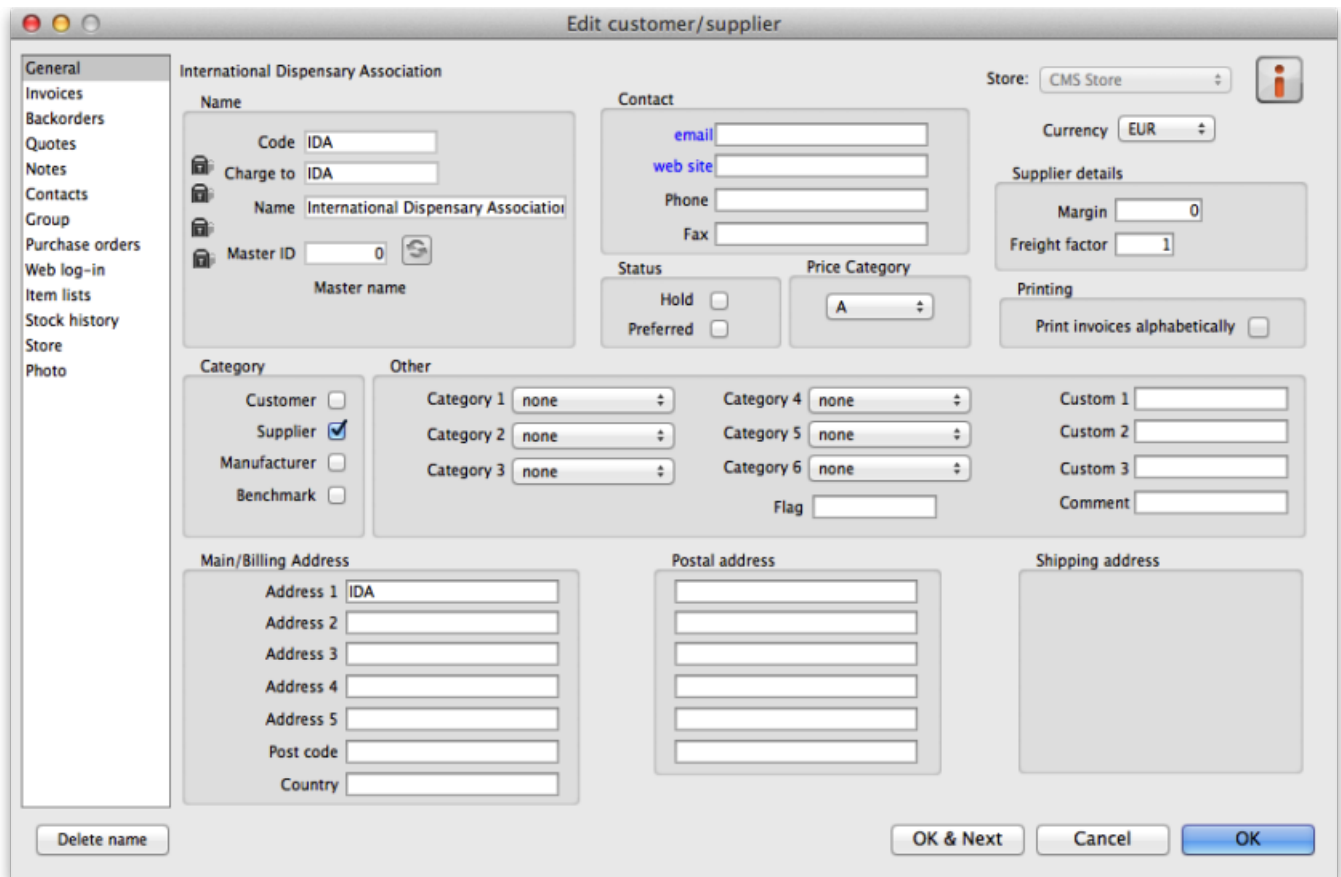 Edit customer/supplier
General
Invoices
Backorders
Quotes
Notes
Contacts
Group
Purchase orders
Web log-in
Item lists
Stock history
Store
Photo
International Dispensary Association
Store: CMS Store
Currency EUR
Name
Code IDA
Charge to IDA
Name International Dispensary Association
Master ID 0
Master name
Contact
email
web site
Phone
Fax
Supplier details
Margin 0
Freight factor 1
Status
Hold
Preferred
Price Category
A
Printing
Print invoices alphabetically
Category
Customer
Supplier
Manufacturer
Benchmark
Other
Category 1 none
Category 2 none
Category 3 none
Category 4 none
Category 5 none
Category 6 none
Flag
Custom 1
Custom 2
Custom 3
Comment
Main/Billing Address
Address 1 IDA
Address 2
Address 3
Address 4
Address 5
Post code
Country
Postal address
Shipping address
Delete name
OK & Next
Cancel
OK